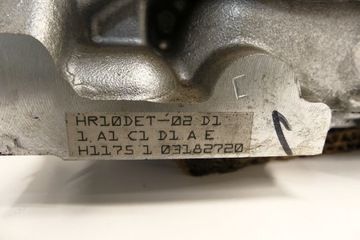 C
HR10DET-02 D1
1 A1 C1 D1 A E
H1175 1 03182720